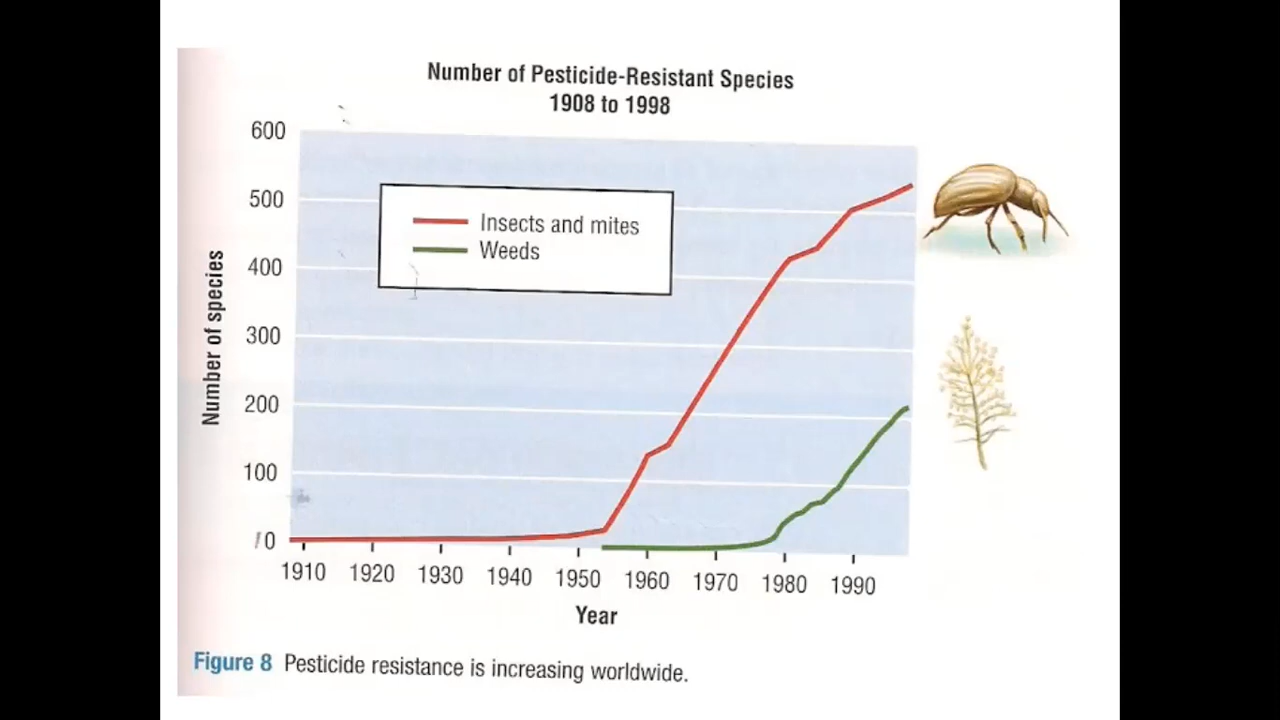 Number of Pesticide-Resistant Species
1908 to 1998
600
500
400
300
200
100
0
Number of species
Insects and mites
Weeds
1910 1920 1930 1940 1950 1960 1970 1980 1990
Year
Figure 8 Pesticide resistance is increasing worldwide.